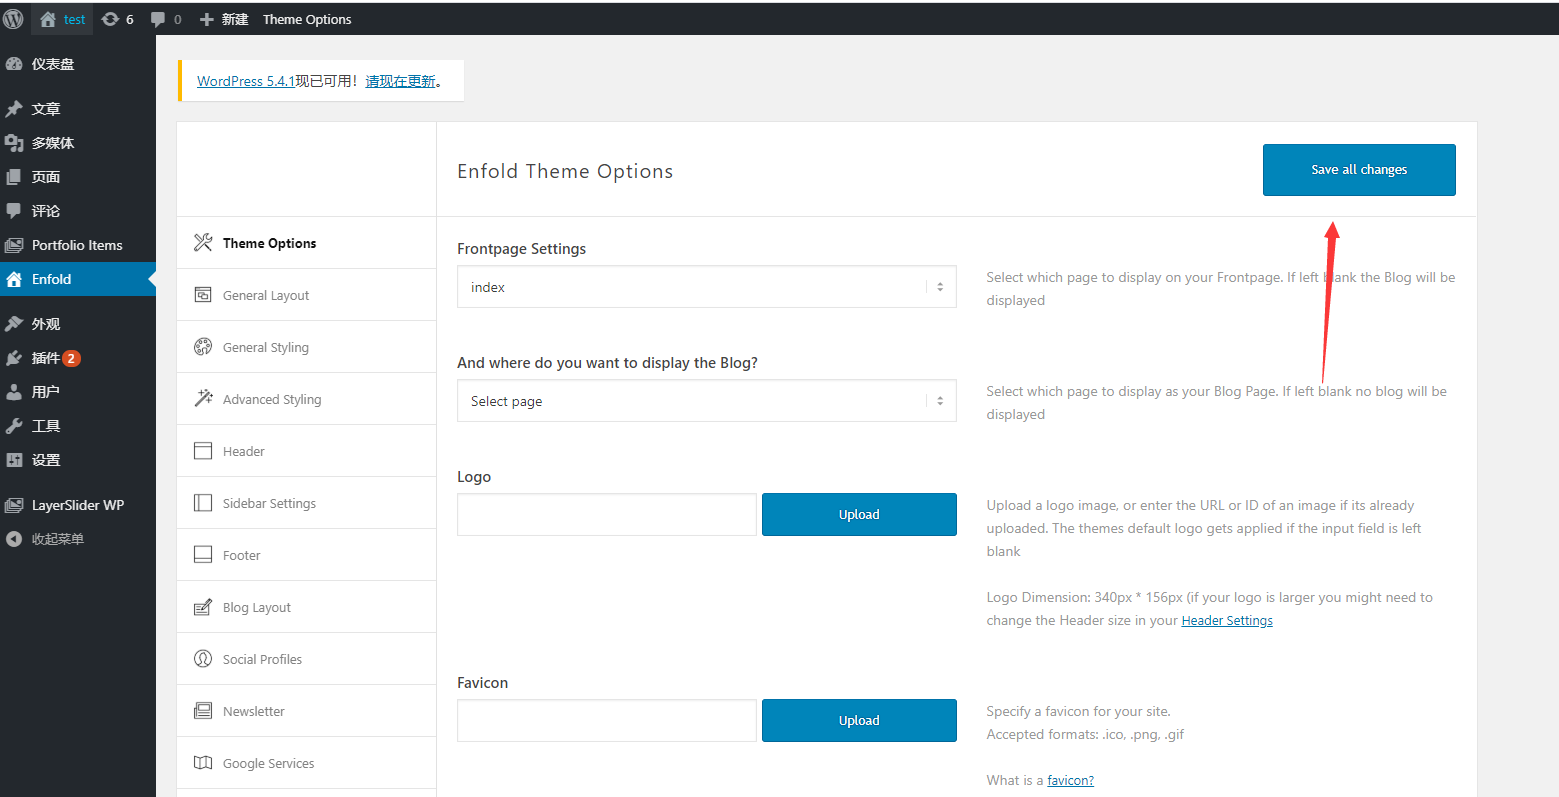 test 6 0 新建 Theme Options
仪表盘
文章
多媒体
页面
评论
Portfolio Items
Enfold
外观
插件 2
用户
工具
设置
LayerSlider WP
收起菜单
WordPress 5.4.1现已可用！请现在更新。
Enfold Theme Options
Save all changes
Theme Options
General Layout
General Styling
Advanced Styling
Header
Sidebar Settings
Footer
Blog Layout
Social Profiles
Newsletter
Google Services
Frontpage Settings
index
Select which page to display on your Frontpage. If left blank the Blog will be
displayed
And where do you want to display the Blog?
Select page
Select which page to display as your Blog Page. If left blank no blog will be
displayed
Logo
Upload
Upload a logo image, or enter the URL or ID of an image if its already
uploaded. The themes default logo gets applied if the input field is left
blank
Logo Dimension: 340px * 156px (if your logo is larger you might need to
change the Header size in your Header Settings
Favicon
Upload
Specify a favicon for your site.
Accepted formats: .ico, .png, .gif
What is a favicon?